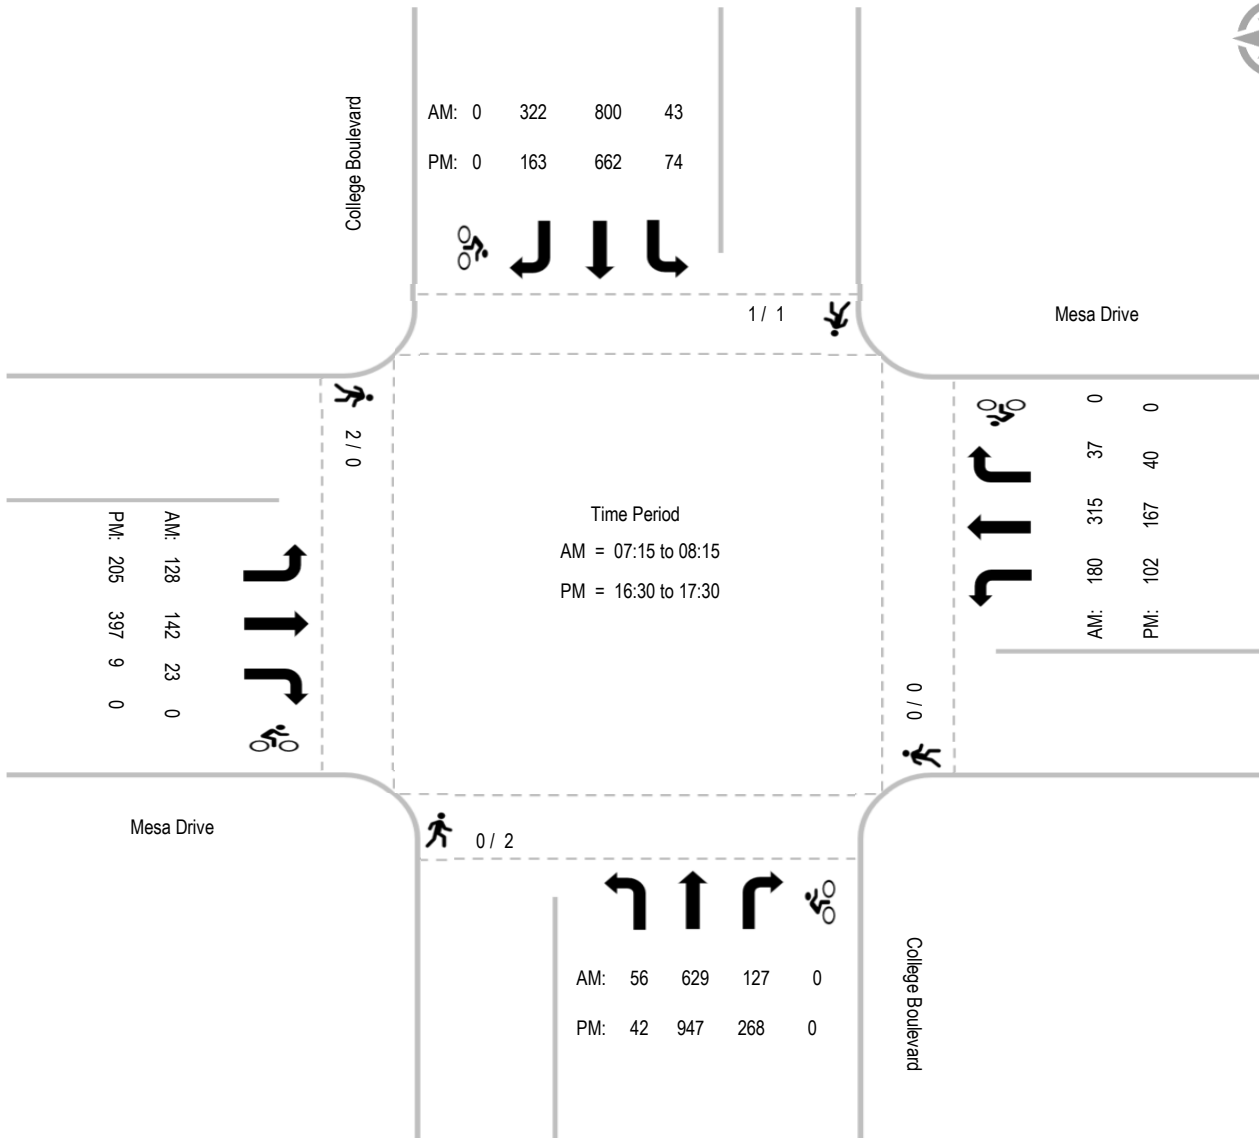 College Boulevard
AM: 0 322 800 43
PM: 0 163 662 74
1 / 1
Mesa Drive
2 / 0
AM: 128 142 23 0
PM: 205 397 9 0
Time Period
AM = 07:15 to 08:15
PM = 16:30 to 17:30
AM: 180 315 37 0
PM: 102 167 40 0
0 / 0
Mesa Drive
0 / 2
AM: 56 629 127 0
PM: 42 947 268 0
College Boulevard